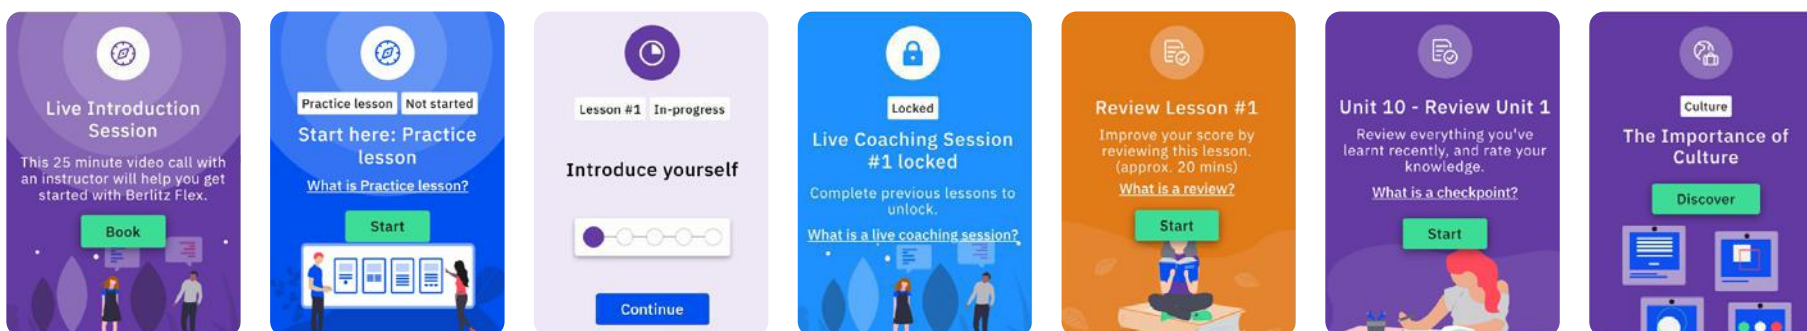 Live Introduction
Session
This 25 minute video call with
an instructor will help you get
started with Berlitz Flex.
Book
Practice lesson
Not started
Start here: Practice
lesson
What is Practice lesson?
Start
Lesson #1
In-progress
Introduce yourself
Continue
Locked
Live Coaching Session
#1 locked
Complete previous lessons to
unlock.
What is a live coaching session?
Review Lesson #1
Improve your score by
reviewing this lesson.
(approx. 20 mins)
What is a review?
Start
Unit 10 - Review Unit 1
Review everything you've
learnt recently, and rate your
knowledge.
What is a checkpoint?
Start
Culture
The Importance of
Culture
Discover